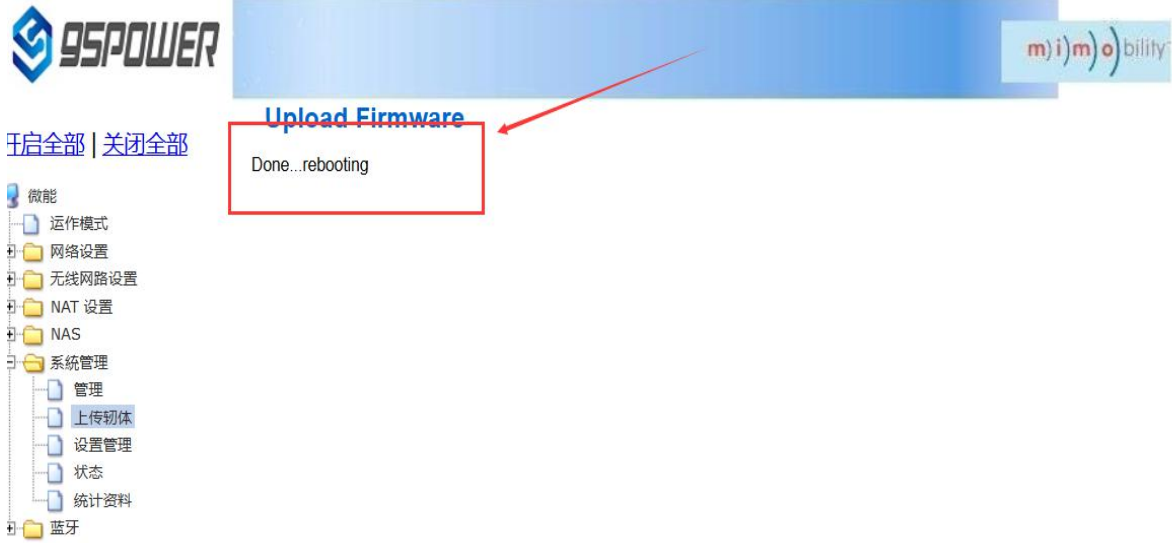 95POWER
m)i)m)o)bility
Upload Firmware
开启全部 | 关闭全部
Done...rebooting
微能
运作模式
网络设置
无线网路设置
NAT 设置
NAS
系统管理
管理
上传轫体
设置管理
状态
统计资料
蓝牙